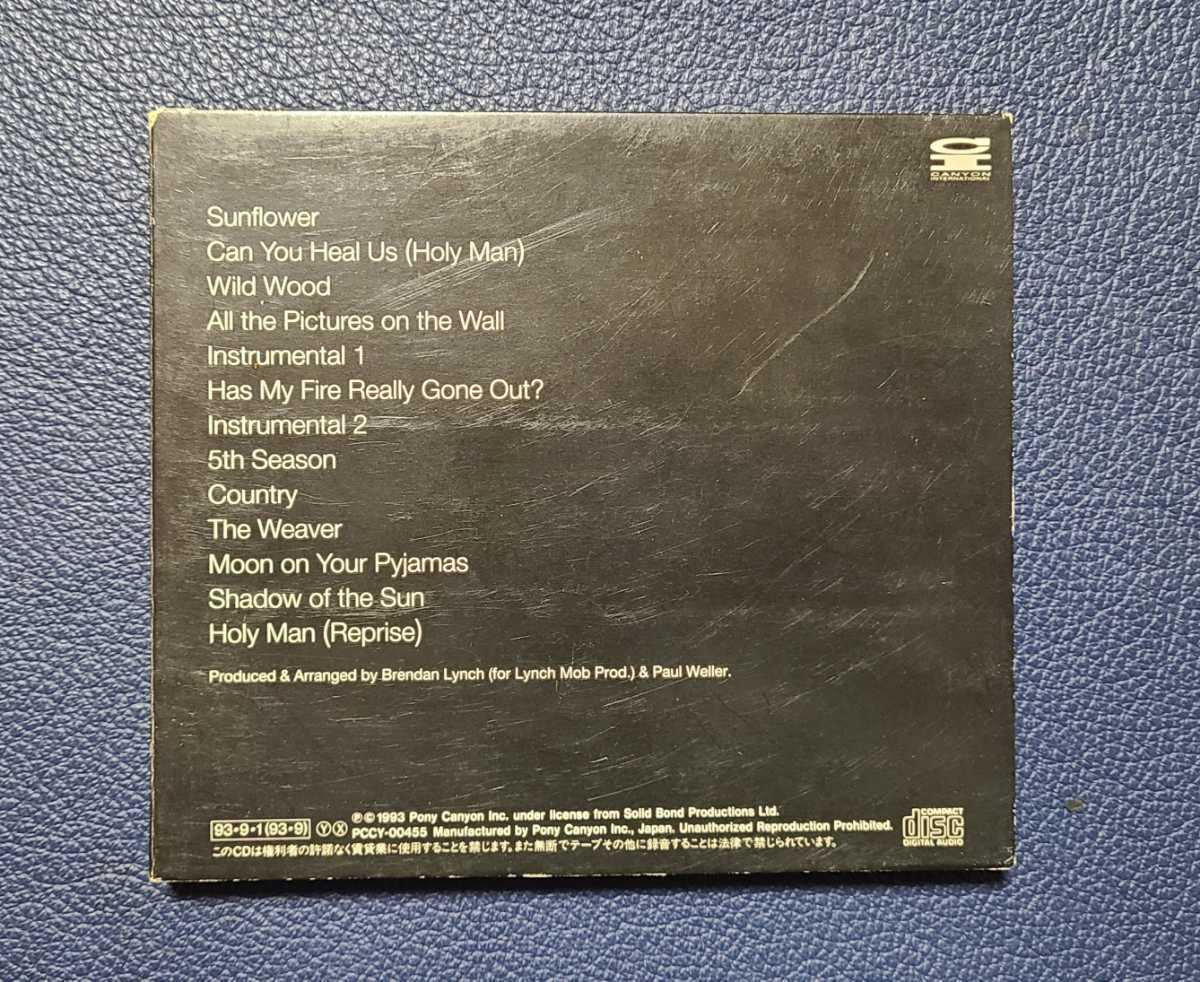 CANYON
INTERNATIONAL
Sunflower
Can You Heal Us (Holy Man)
Wild Wood
All the Pictures on the Wall
Instrumental 1
Has My Fire Really Gone Out?
Instrumental 2
5th Season
Country
The Weaver
Moon on Your Pyjamas
Shadow of the Sun
Holy Man (Reprise)
Produced & Arranged by Brendan Lynch (for Lynch Mob Prod.) & Paul Weller.
93•9•1(93•9) Ⓨ Ⓧ ℗©1993 Pony Canyon Inc. under license from Solid Bond Productions Ltd.
PCCY-00455 Manufactured by Pony Canyon Inc., Japan. Unauthorized Reproduction Prohibited.
このCDは権利者の許諾なく賃貸業に使用することを禁じます。また無断でテープその他に録音することは法律で禁じられています。
COMPACT
disc
DIGITAL AUDIO